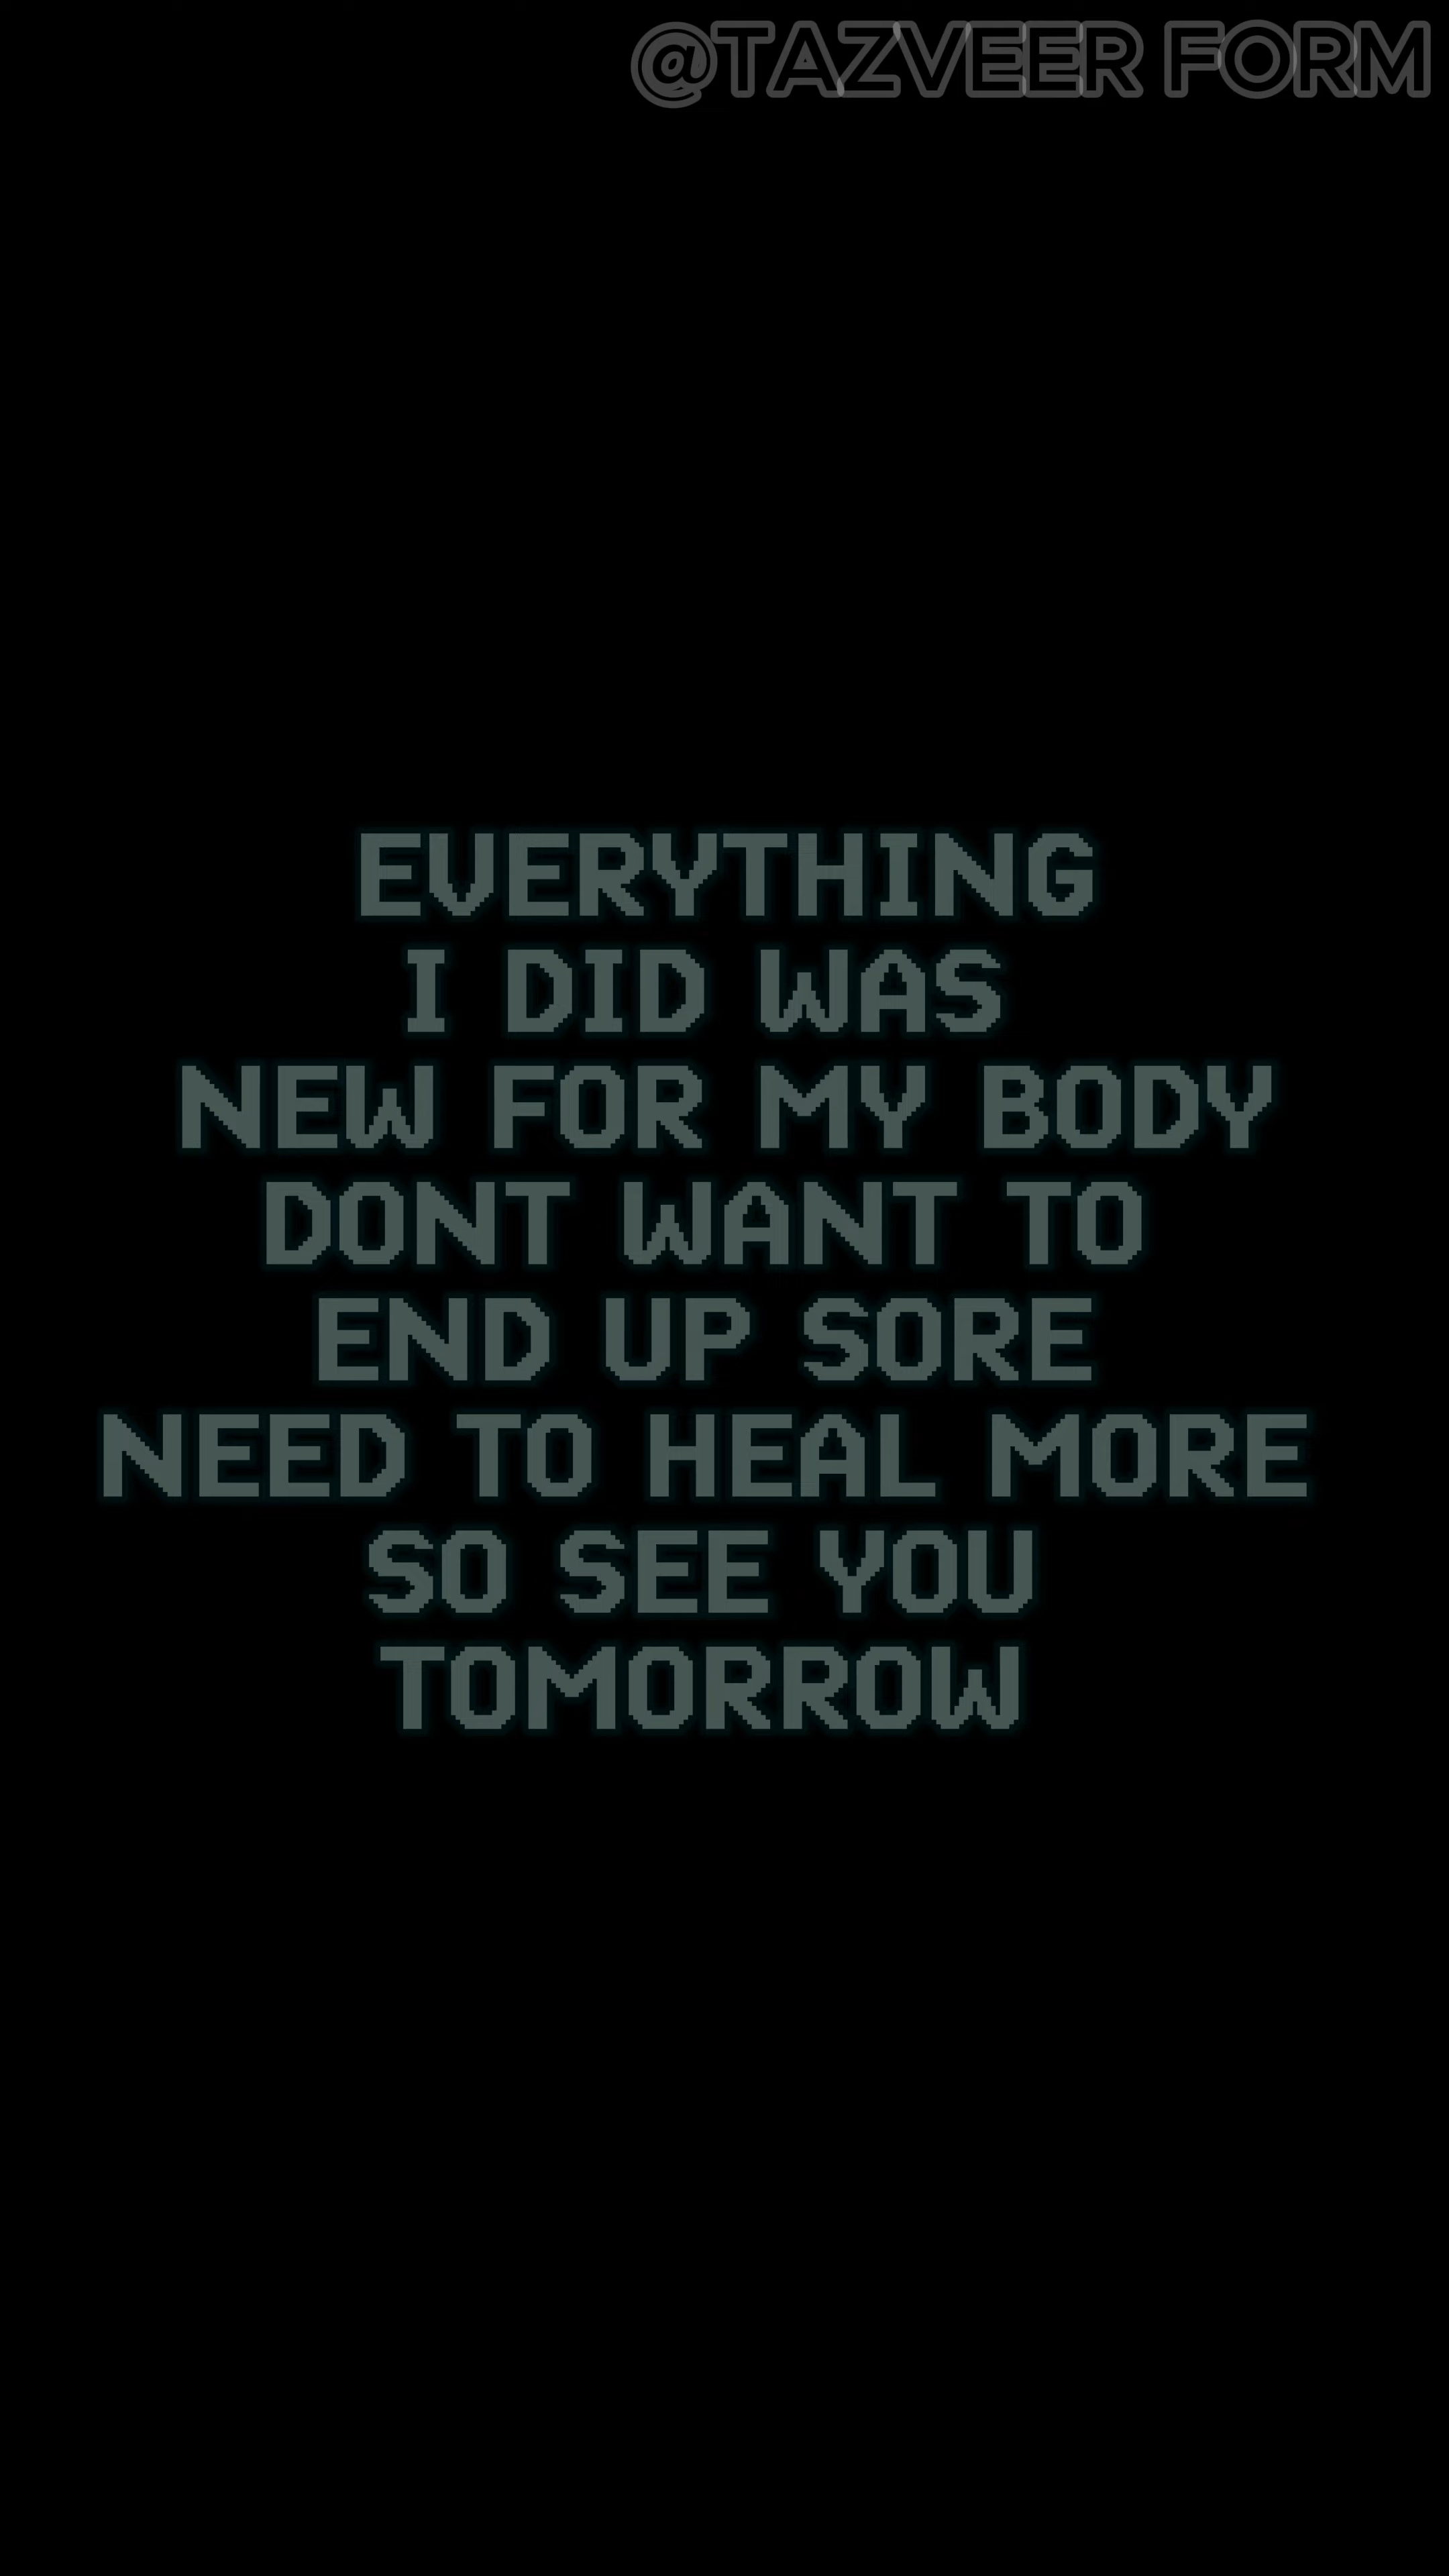 @TAZVEER FORM
EVERYTHING
I DID WAS
NEW FOR MY BODY
DONT WANT TO
END UP SORE
NEED TO HEAL MORE
SO SEE YOU
TOMORROW